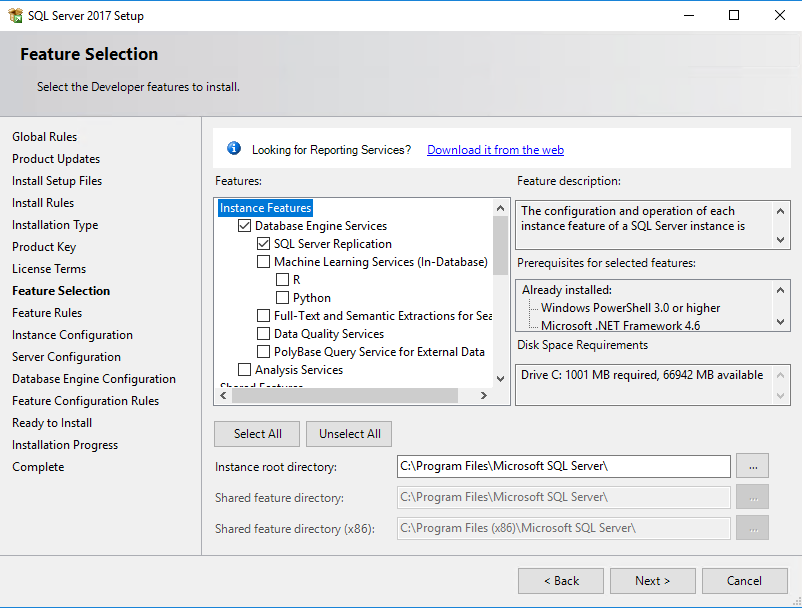 SQL Server 2017 Setup
Feature Selection
Select the Developer features to install.
Global Rules
Product Updates
Install Setup Files
Install Rules
Installation Type
Product Key
License Terms
Feature Selection
Feature Rules
Instance Configuration
Server Configuration
Database Engine Configuration
Feature Configuration Rules
Ready to Install
Installation Progress
Complete
Looking for Reporting Services? Download it from the web
Features:
Instance Features
Database Engine Services
SQL Server Replication
Machine Learning Services (In-Database)
R
Python
Full-Text and Semantic Extractions for Sea
Data Quality Services
PolyBase Query Service for External Data
Analysis Services
Shared Features
Feature description:
The configuration and operation of each
instance feature of a SQL Server instance is
Prerequisites for selected features:
Already installed:
Windows PowerShell 3.0 or higher
Microsoft .NET Framework 4.6
Disk Space Requirements
Drive C: 1001 MB required, 66942 MB available
Select All
Unselect All
Instance root directory:
C:\Program Files\Microsoft SQL Server\
...
Shared feature directory:
C:\Program Files\Microsoft SQL Server\
...
Shared feature directory (x86):
C:\Program Files (x86)\Microsoft SQL Server\
...
< Back
Next >
Cancel